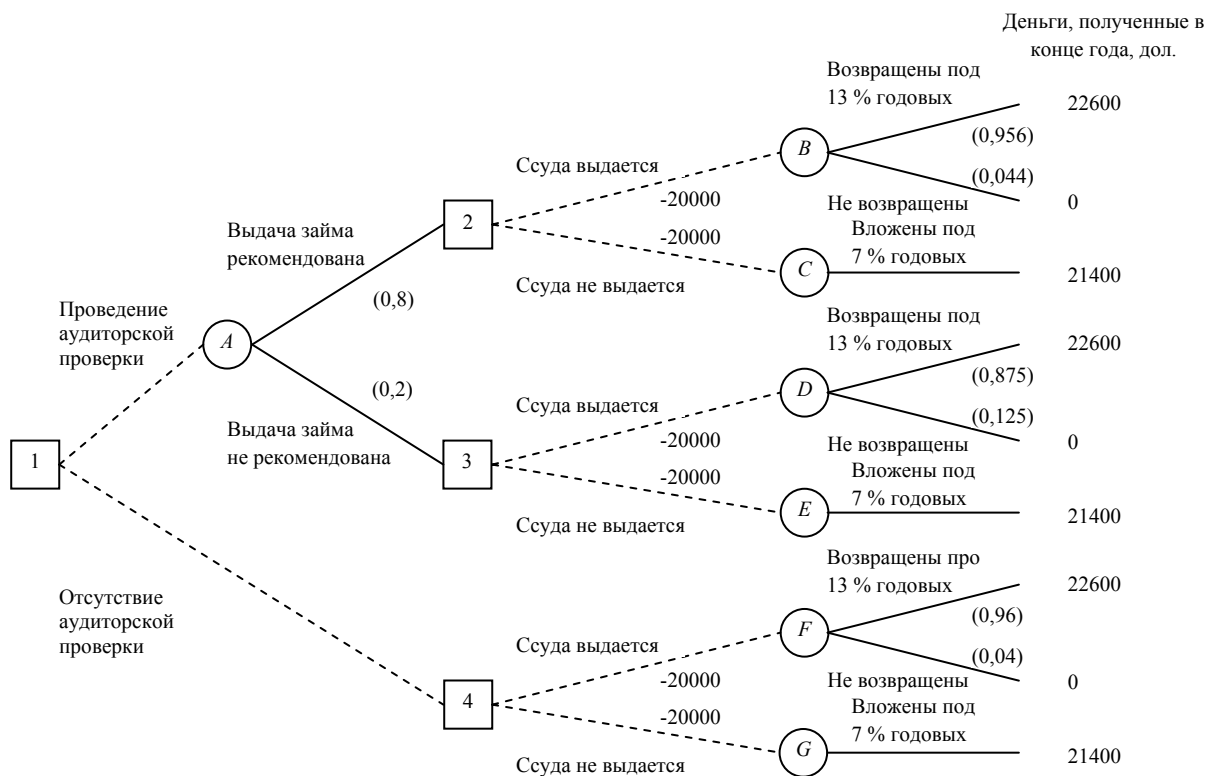 Деньги, полученные в
конце года, дол.
Возвращены под
13 % годовых
22600
(0,956)
B
Ссуда выдается
(0,044)
-20000
0
Не возвращены
2
-20000
Вложены под
7 % годовых
Выдача займа
рекомендована
C
21400
Ссуда не выдается
(0,8)
Проведение
аудиторской
проверки
A
Возвращены под
13 % годовых
22600
(0,875)
D
(0,2)
Ссуда выдается
(0,125)
-20000
0
Выдача займа
не рекомендована
Не возвращены
1
3
-20000
Вложены под
7 % годовых
E
21400
Ссуда не выдается
Возвращены про
13 % годовых
22600
Отсутствие
аудиторской
проверки
(0,96)
F
Ссуда выдается
(0,04)
-20000
0
Не возвращены
4
-20000
Вложены под
7 % годовых
G
21400
Ссуда не выдается